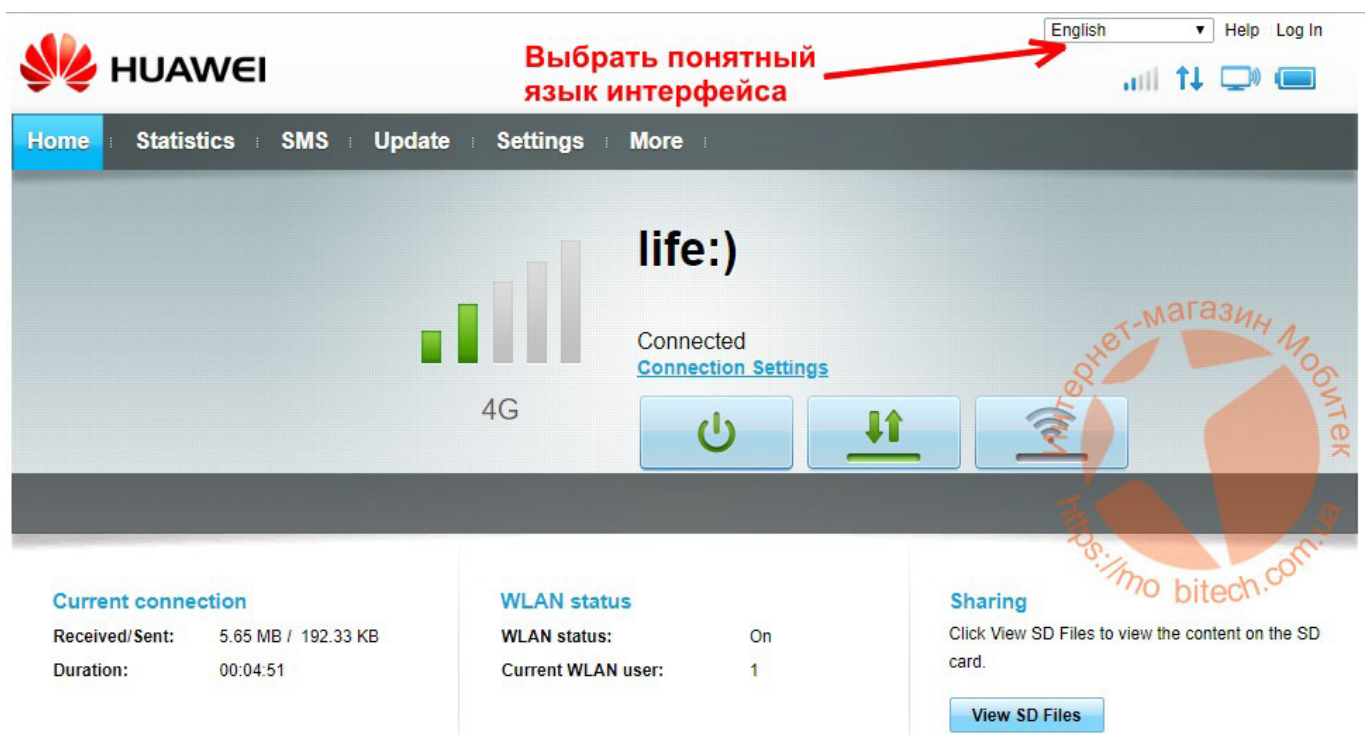 English Help Log In
HUAWEI
Выбрать понятный
язык интерфейса
Home Statistics SMS Update Settings More
life:)
Connected
Connection Settings
4G
Интернет-магазин Мобитек
https://mo bitech.com.ua
Current connection
Received/Sent: 5.65 MB / 192.33 KB
Duration: 00:04:51
WLAN status
WLAN status: On
Current WLAN user: 1
Sharing
Click View SD Files to view the content on the SD
card.
View SD Files